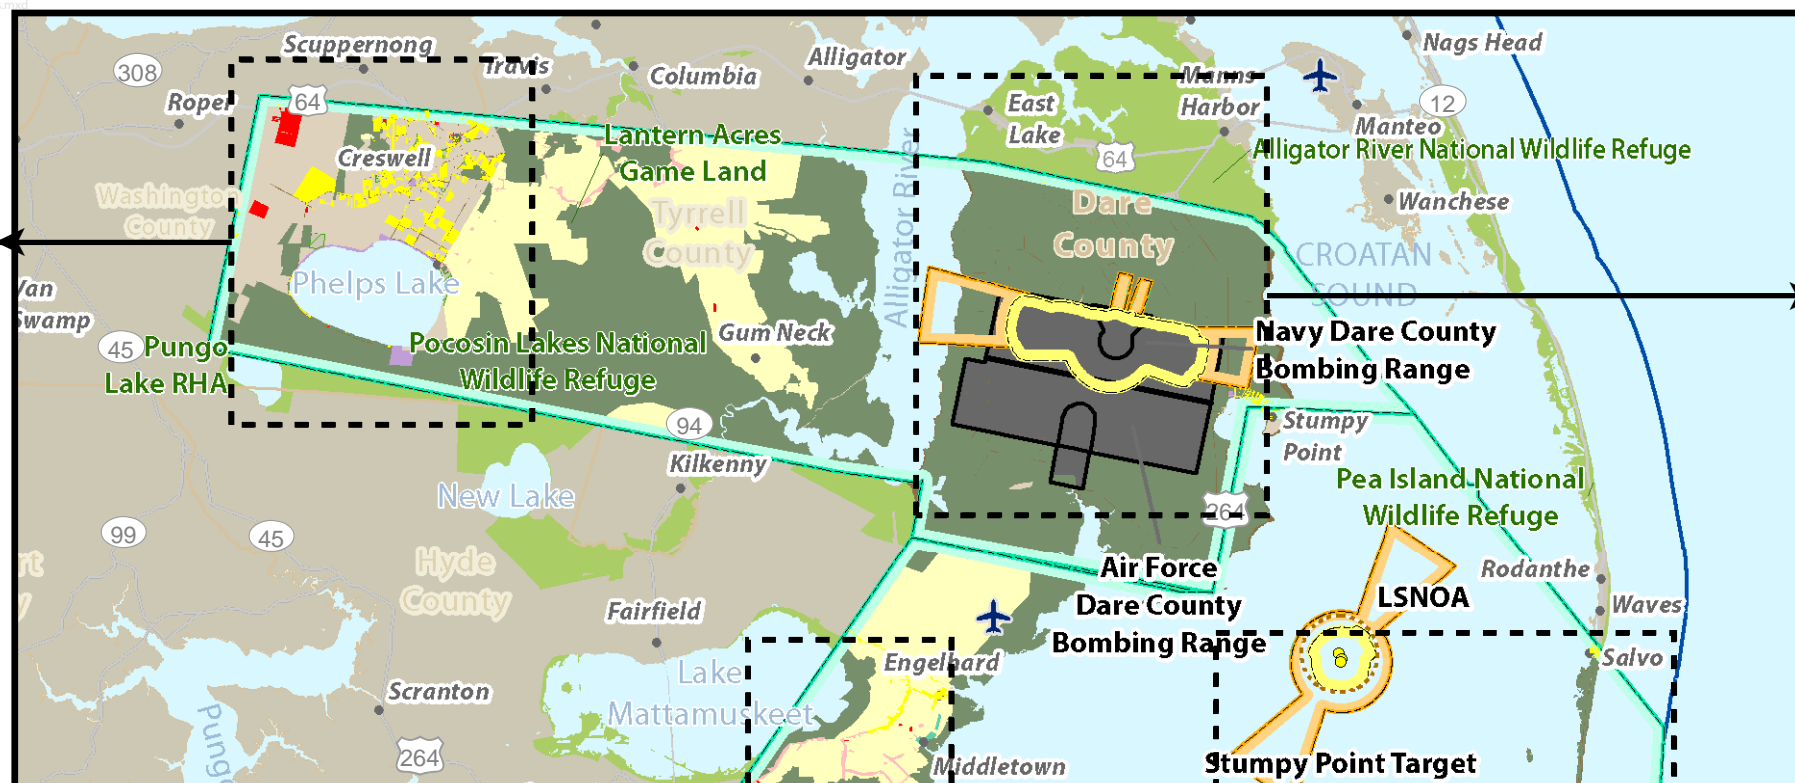 s.mxd
Nags Head
Scuppernong
Alligator
308
Travis
Columbia
Manns
Harbor
64
Roper
East
Lake
12
Manteo
Creswell
Lantern Acres
Game Land
64
Alligator River National Wildlife Refuge
Washington
County
Tyrrell
County
Alligator River
Dare
County
Wanchese
CROATAN
SOUND
Phelps Lake
Van
Swamp
45
Pungo
Lake RHA
Pocosin Lakes National
Wildlife Refuge
Gum Neck
Navy Dare County
Bombing Range
94
Kilkenny
Stumpy
Point
New Lake
Pea Island National
Wildlife Refuge
264
99
45
Hyde
County
Air Force
Dare County
Bombing Range
Rodanthe
LSNOA
Waves
Fairfield
Engelhard
Salvo
Lake
Mattamuskeet
Scranton
264
Middletown
Stumpy Point Target